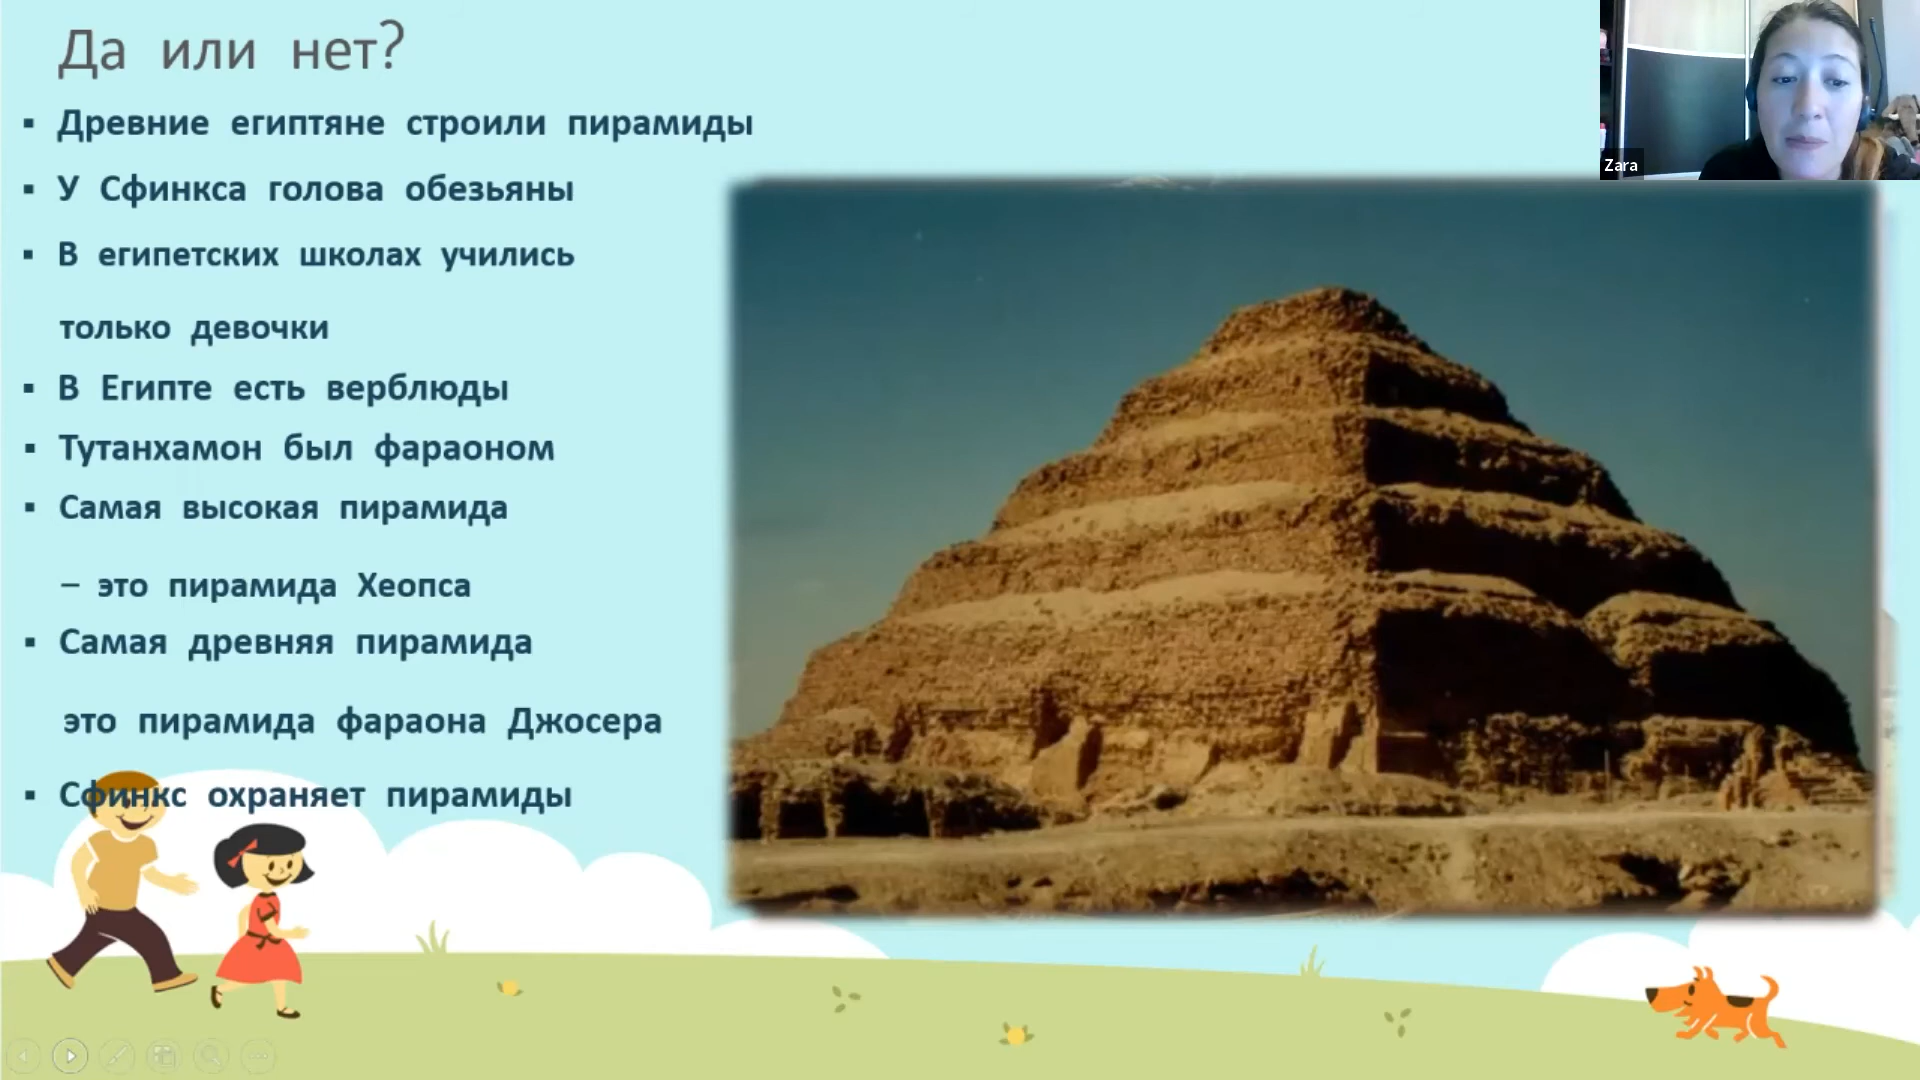 Да или нет?
▪ Древние египтяне строили пирамиды
▪ У Сфинкса голова обезьяны
▪ В египетских школах учились
только девочки
▪ В Египте есть верблюды
▪ Тутанхамон был фараоном
▪ Самая высокая пирамида
– это пирамида Хеопса
▪ Самая древняя пирамида
это пирамида фараона Джосера
▪ Сфинкс охраняет пирамиды
Zara